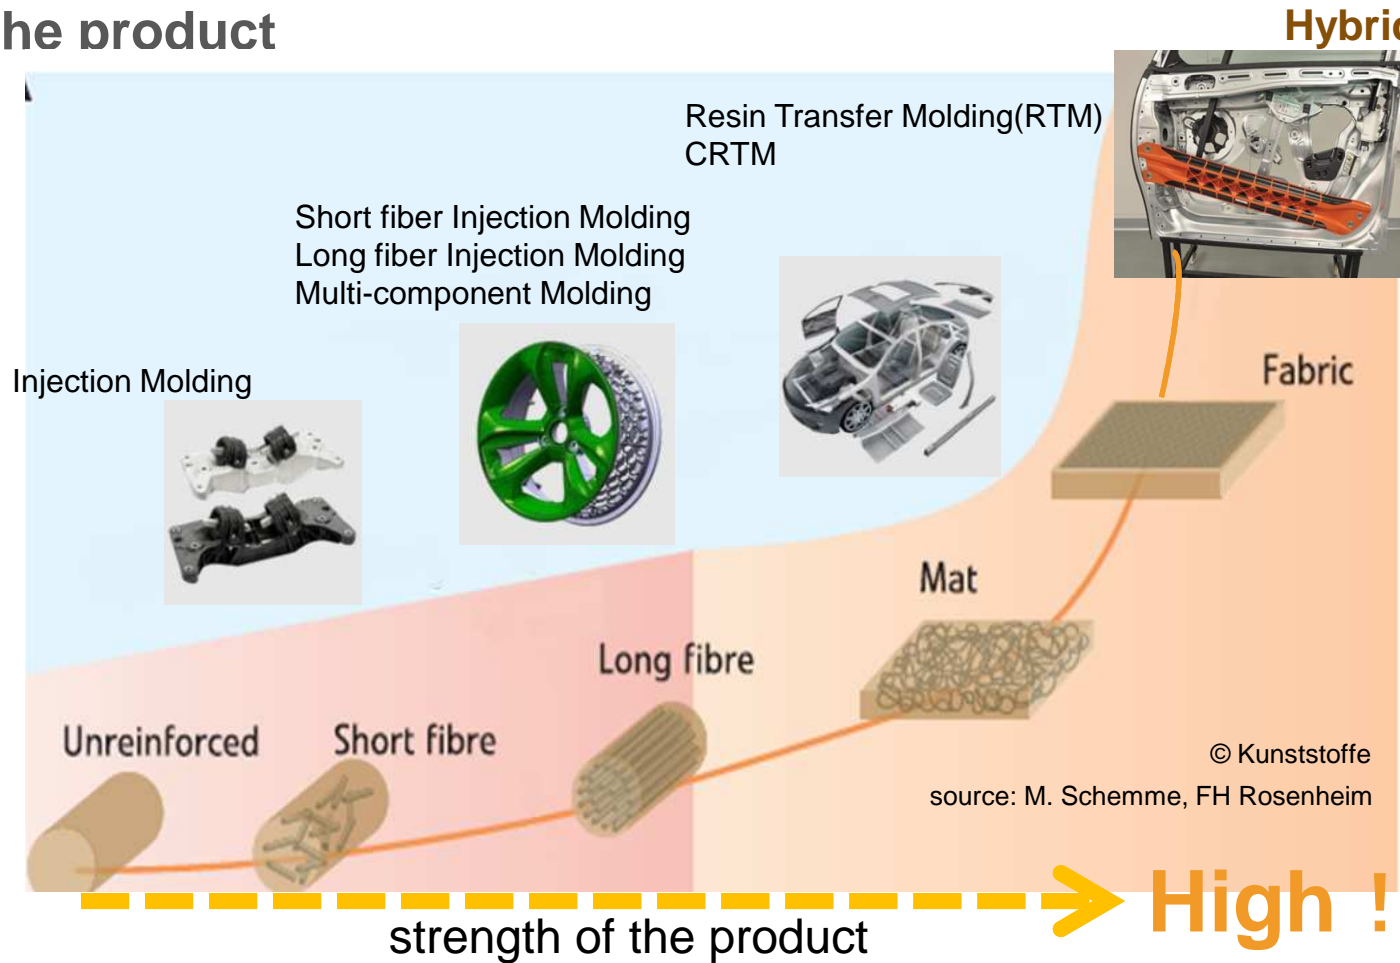 he product
Hybrid
Resin Transfer Molding(RTM)
CRTM
Short fiber Injection Molding
Long fiber Injection Molding
Multi-component Molding
Injection Molding
Fabric
Mat
Long fibre
Unreinforced
Short fibre
© Kunststoffe
source: M. Schemme, FH Rosenheim
High !
strength of the product